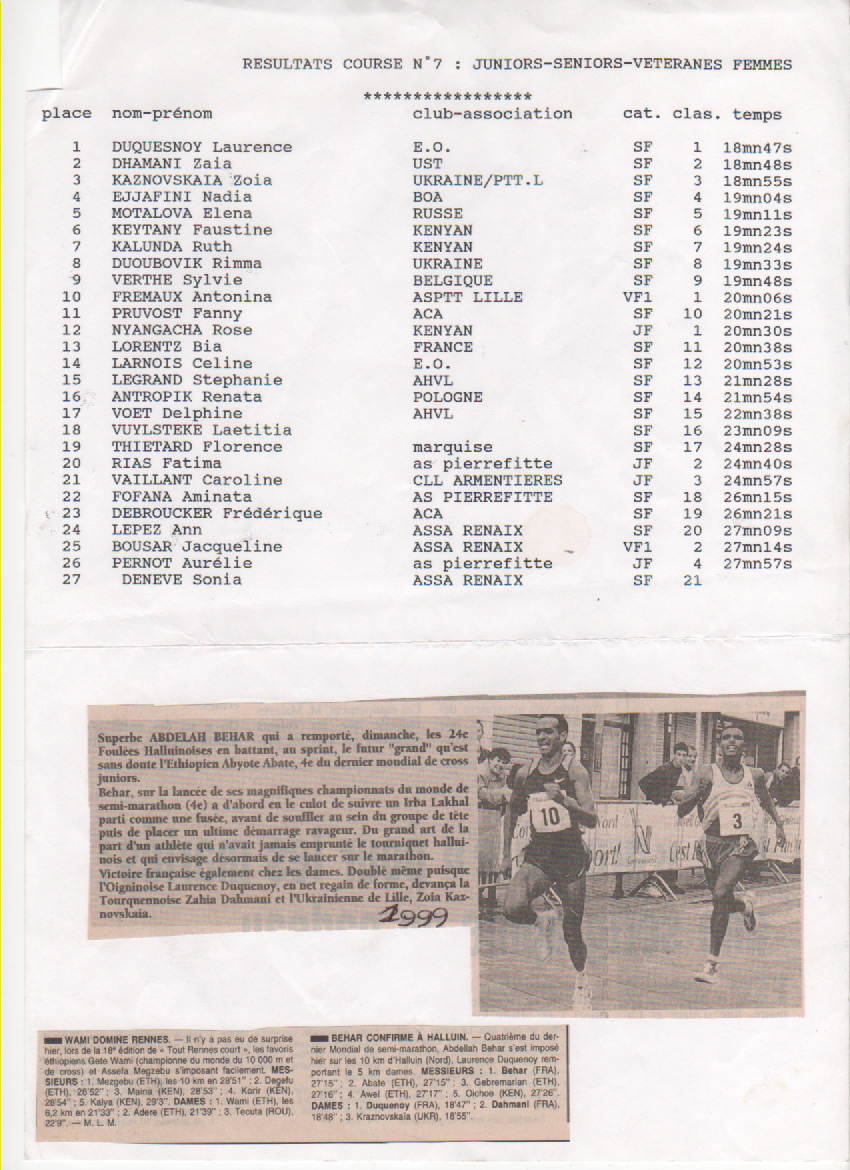 RESULTATS COURSE N°7 : JUNIORS-SENIORS-VETERANES FEMMES
*****************
place nom-prénom club-association cat. clas. temps
1 DUQUESNOY Laurence E.O. SF 1 18mn47s
2 DHAMANI Zaia UST SF 2 18mn48s
3 KAZNOVSKAIA Zoia UKRAINE/PTT.L SF 3 18mn55s
4 EJJAFINI Nadia BOA SF 4 19mn04s
5 MOTALOVA Elena RUSSE SF 5 19mn11s
6 KEYTANY Faustine KENYAN SF 6 19mn23s
7 KALUNDA Ruth KENYAN SF 7 19mn24s
8 DUOUBOVIK Rimma UKRAINE SF 8 19mn33s
9 VERTHE Sylvie BELGIQUE SF 9 19mn48s
10 FREMAUX Antonina ASPTT LILLE VF1 1 20mn06s
11 PRUVOST Fanny ACA SF 10 20mn21s
12 NYANGACHA Rose KENYAN JF 1 20mn30s
13 LORENTZ Bia FRANCE SF 11 20mn38s
14 LARNOIS Celine E.O. SF 12 20mn53s
15 LEGRAND Stephanie AHVL SF 13 21mn28s
16 ANTROPIK Renata POLOGNE SF 14 21mn54s
17 VOET Delphine AHVL SF 15 22mn38s
18 VUYLSTEKE Laetitia SF 16 23mn09s
19 THIETARD Florence marquise SF 17 24mn28s
20 RIAS Fatima as pierrefitte JF 2 24mn40s
21 VAILLANT Caroline CLL ARMENTIERES JF 3 24mn57s
22 FOFANA Aminata AS PIERREFITTE SF 18 26mn15s
23 DEBROUCKER Frédérique ACA SF 19 26mn21s
24 LEPEZ Ann ASSA RENAIX SF 20 27mn09s
25 BOUSAR Jacqueline ASSA RENAIX VF1 2 27mn14s
26 PERNOT Aurélie as pierrefitte JF 4 27mn57s
27 DENEVE Sonia ASSA RENAIX SF 21
Superbe ABDELAH BEHAR qui a remporté, dimanche, les 24e
Foulées Halluinoises en battant, au sprint, le futur "grand" qu'est
sans doute l'Ethiopien Abyote Abate, 4e du dernier mondial de cross
juniors.
Behar, sur la lancée de ses magnifiques championnats du monde de
semi-marathon (4e) a d'abord eu le culot de suivre un Irba Lakhal
parti comme une fusée, avant de souffler au sein du groupe de tête
puis de placer un ultime démarrage ravageur. Du grand art de la
part d'un athlète qui n'avait jamais emprunté le tourniquet hallui-
nois et qui envisage désormais de se lancer sur le marathon.
Victoire française également chez les dames. Doublé même puisque
l'Oigninoise Laurence Duquenoy, en net regain de forme, devança la
Tourquennoise Zahia Dahmani et l'Ukrainienne de Lille, Zoia Kaz-
novskaia.
1999
10
3
Nord
port!
C'est
WAMI DOMINE RENNES. — Il n'y a pas eu de surprise
hier, lors de la 18e édition de « Tout Rennes court », les favoris
éthiopiens Gete Wami (championne du monde du 10 000 m et
de cross) et Assefa Megzebu s'imposant facilement. MES-
SIEURS : 1. Mezgebu (ETH), les 10 km en 28'51" ; 2. Degefu
(ETH), 28'52" ; 3. Maina (KEN), 28'53" ; 4. Korir (KEN),
28'54" ; 5. Kalya (KEN), 29'3". DAMES : 1. Wami (ETH), les
6,2 km en 21'33" ; 2. Adere (ETH), 21'39" ; 3. Tecuta (ROU),
22'9". — M. L. M.
BEHAR CONFIRME À HALLUIN. — Quatrième du der-
nier Mondial de semi-marathon, Abdellah Behar s'est imposé
hier sur les 10 km d'Halluin (Nord). Laurence Duquenoy rem-
portant le 5 km dames. MESSIEURS : 1. Behar (FRA),
27'15" ; 2. Abate (ETH), 27'15" ; 3. Gebremarian (ETH),
27'16" ; 4. Awel (ETH), 27'17" ; 5. Oichoe (KEN), 27'26".
DAMES : 1. Duquenoy (FRA), 18'47" ; 2. Dahmani (FRA),
18'48" ; 3. Kraznovskaïa (UKR), 18'55".